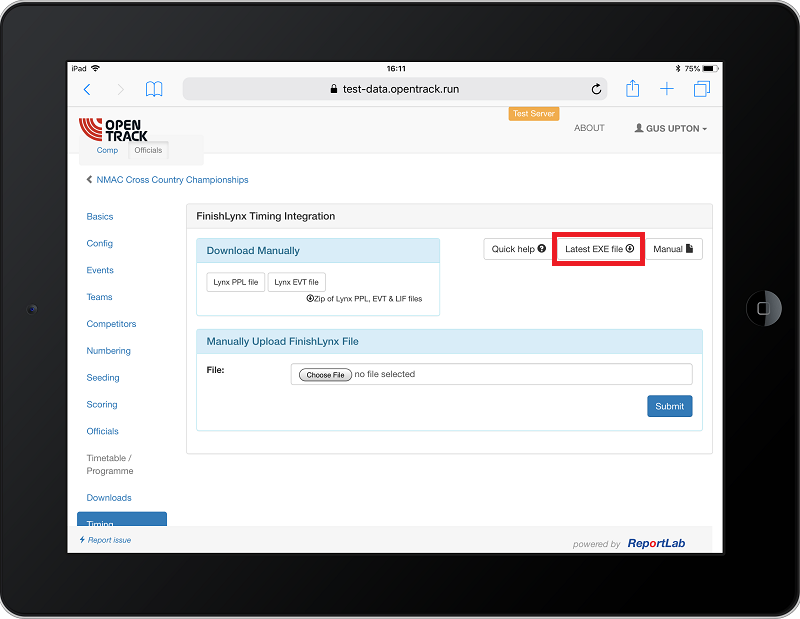 iPad 16:11 75%
test-data.opentrack.run
Test Server
OPEN
TRACK
ABOUT GUS UPTON
Comp Officials
NMAC Cross Country Championships
Basics
Config
Events
Teams
Competitors
Numbering
Seeding
Scoring
Officials
Timetable /
Programme
Downloads
Timing
FinishLynx Timing Integration
Quick help Latest EXE file Manual
Download Manually
Lynx PPL file Lynx EVT file
Zip of Lynx PPL, EVT & LIF files
Manually Upload FinishLynx File
File: Choose File no file selected
Submit
Report issue
powered by ReportLab